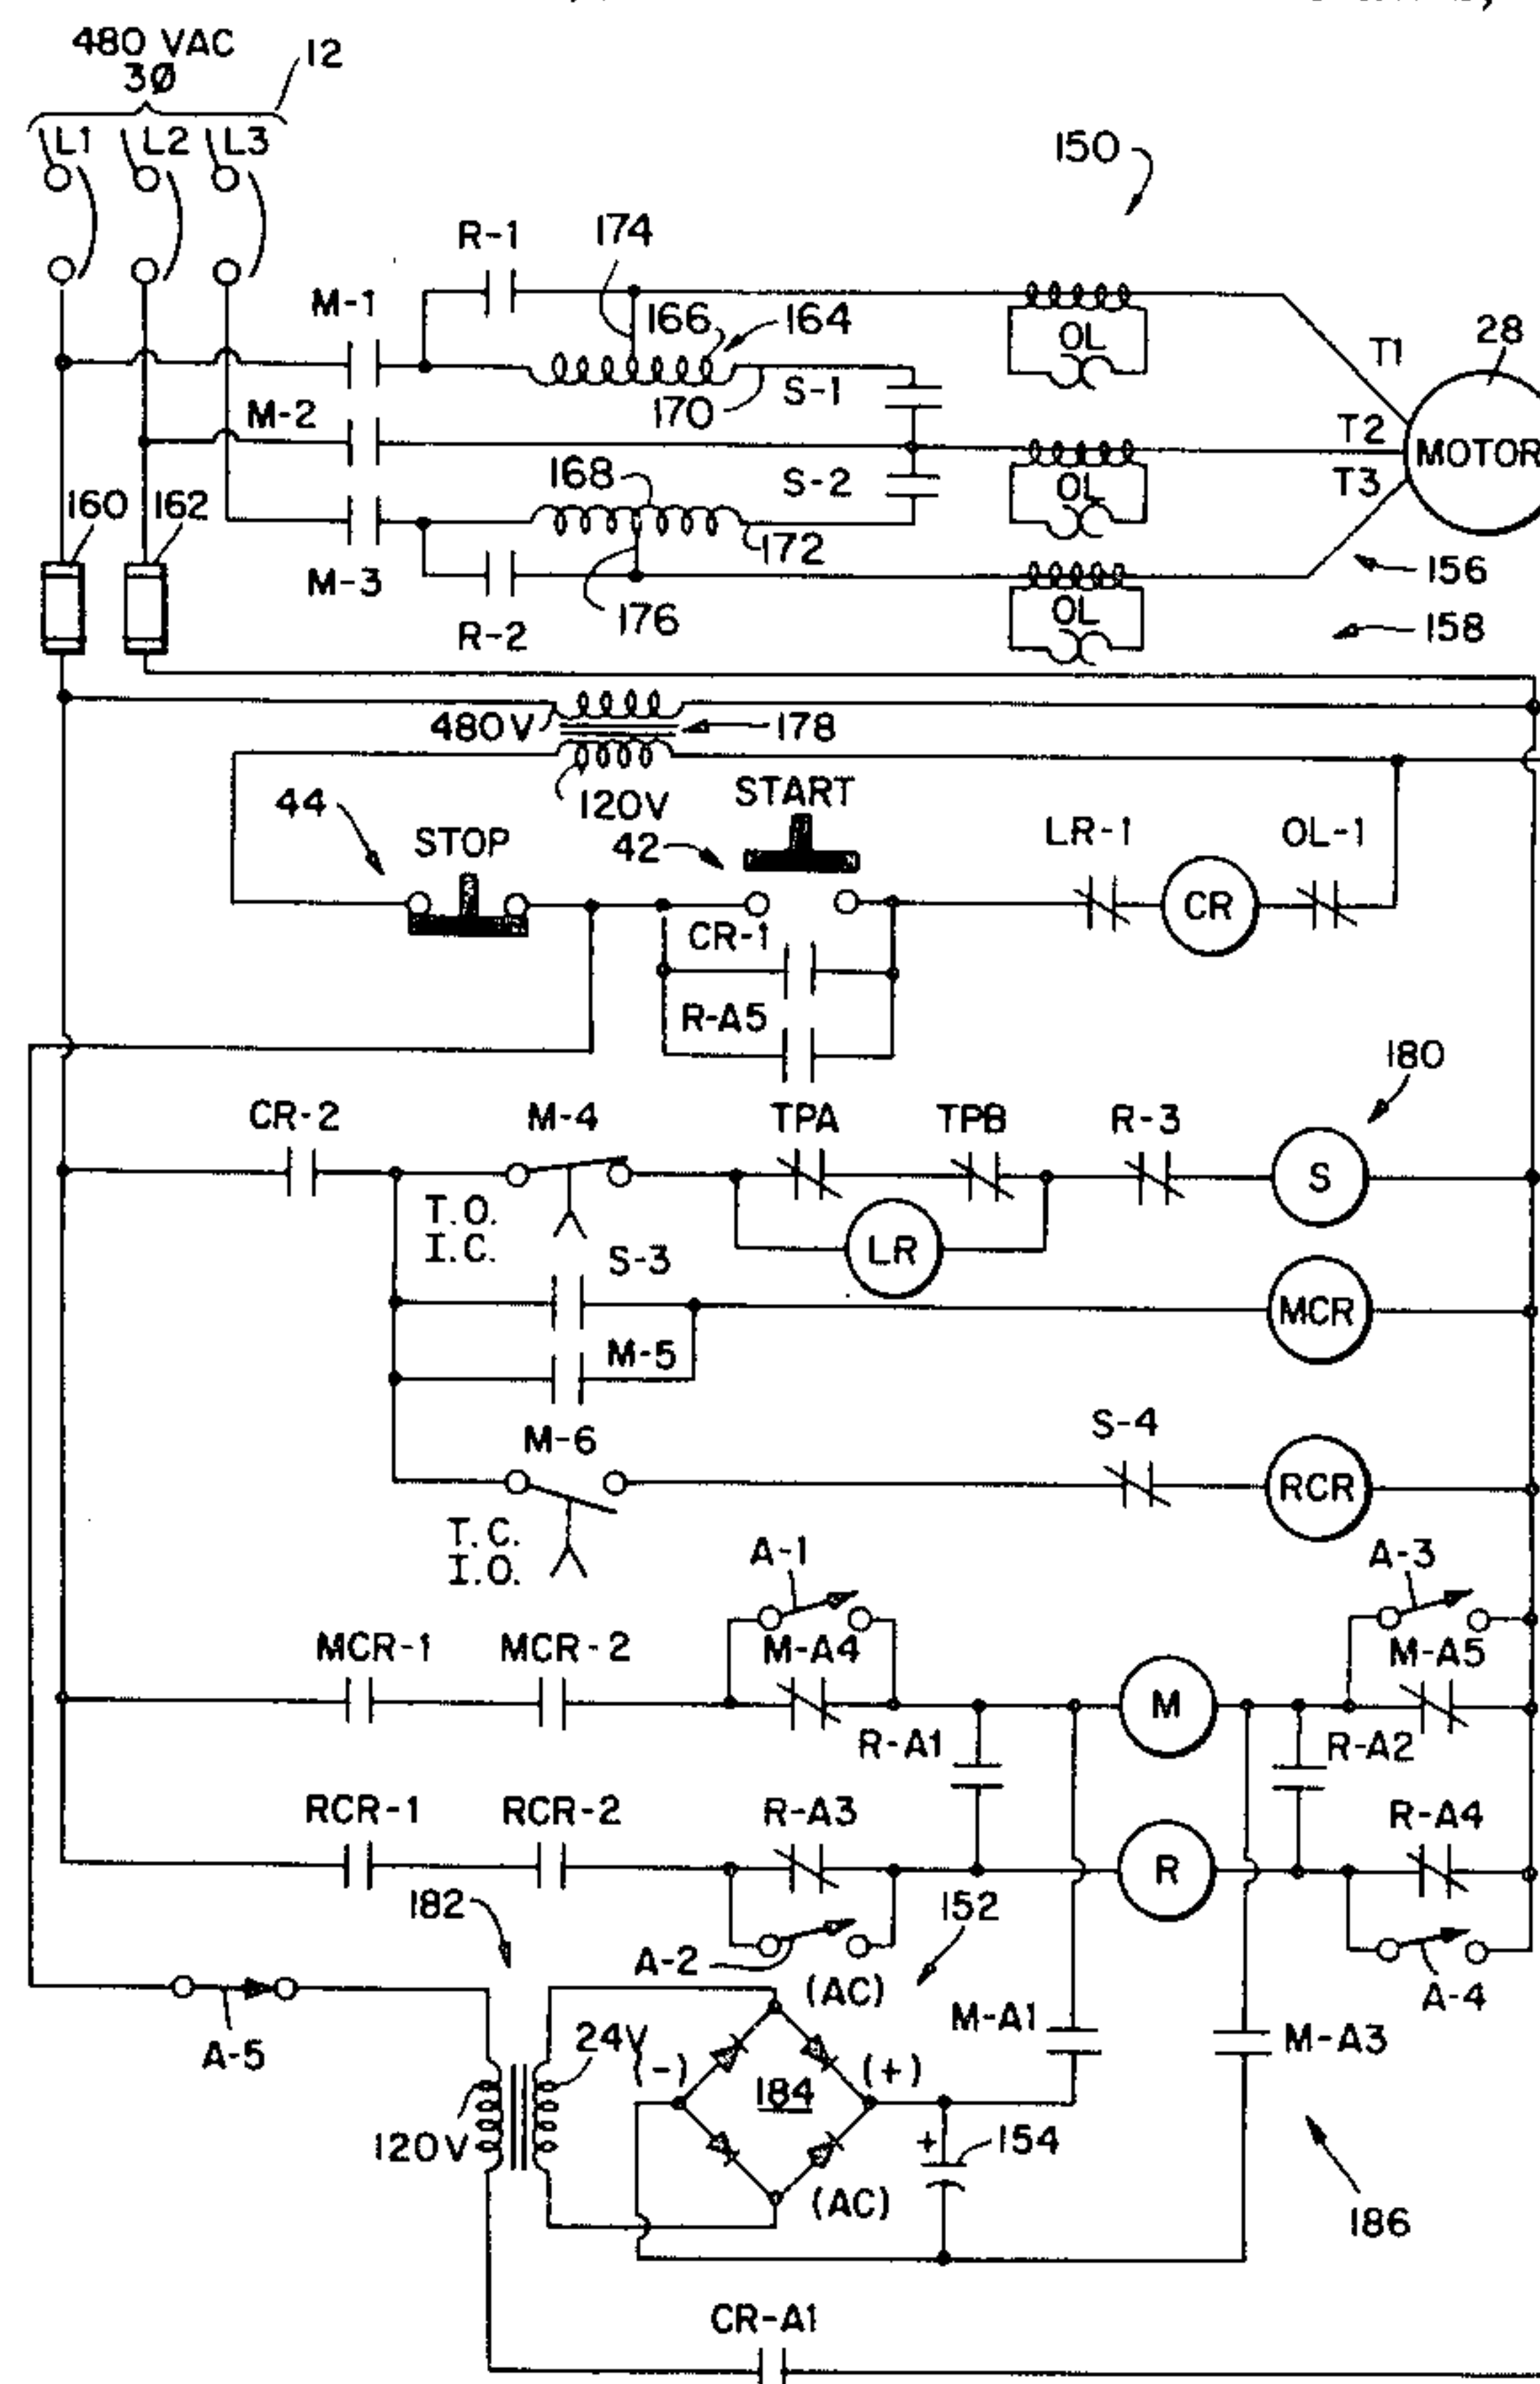 480 VAC
3Ø
12
L1 L2 L3
150
R-1
174
M-1
166
164
OL
T1
28
M-2
170
S-1
T2
MOTOR
168
S-2
OL
T3
160
162
172
M-3
176
R-2
OL
156
158
480V
178
120V
START
44
STOP
42
LR-1
OL-1
CR
CR-1
R-A5
180
CR-2
M-4
TPA
TPB
R-3
S
T.O.
I.C.
LR
S-3
MCR
M-5
M-6
S-4
RCR
T.C.
I.O.
A-1
A-3
MCR-1
MCR-2
M-A4
M-A5
M
R-A1
R-A2
RCR-1
RCR-2
R-A3
R-A4
R
182
152
A-2
(AC)
A-4
A-5
24V
(-)
184
(+)
M-A1
M-A3
120V
+
154
(AC)
186
CR-A1